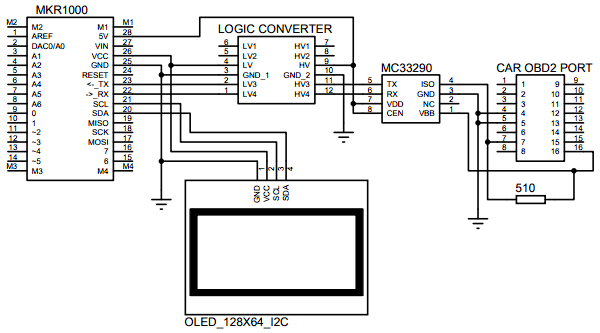 MKR1000
M2 M2 M1 M1
1 AREF 5V 28
2 DAC0/A0 VIN 27
3 A1 VCC 26
4 A2 GND 25
5 A3 RESET 24
6 A4 <-_TX 23
7 A5 ->_RX 22
8 A6 SCL 21
9 0 SDA 20
10 1 MISO 19
11 ~2 SCK 18
12 ~3 MOSI 17
13 ~4 7 16
14 ~5 6 15
M3 M3 M4 M4
LOGIC CONVERTER
6 LV1 HV1 7
5 LV2 HV2 8
4 LV HV 9
3 GND_1 GND_2 10
2 LV3 HV3 11
1 LV4 HV4 12
MC33290
5 TX ISO 4
6 RX GND 3
7 VDD NC 2
8 CEN VBB 1
CAR OBD2 PORT
1 1 9 9
2 2 10 10
3 3 11 11
4 4 12 12
5 5 13 13
6 6 14 14
7 7 15 15
8 8 16 16
510
1 2 3 4
GND VCC SCL SDA
OLED_128X64_I2C